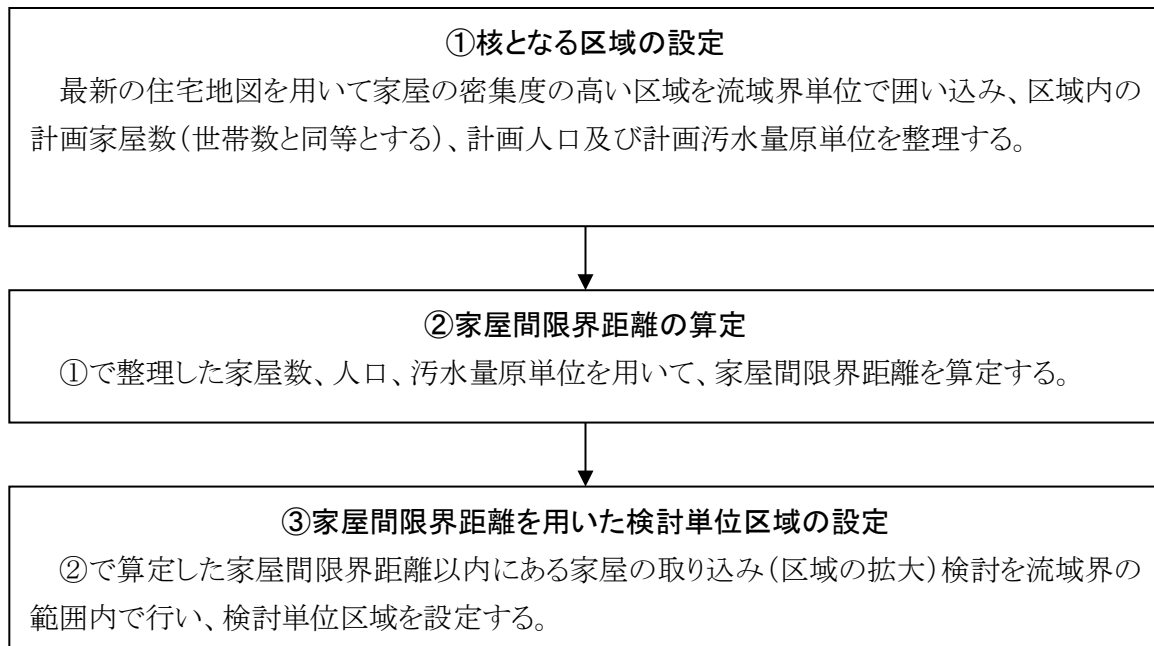 ①核となる区域の設定
最新の住宅地図を用いて家屋の密集度の高い区域を流域界単位で囲い込み、区域内の
計画家屋数(世帯数と同等とする)、計画人口及び計画汚水量原単位を整理する。
②家屋間限界距離の算定
①で整理した家屋数、人口、汚水量原単位を用いて、家屋間限界距離を算定する。
③家屋間限界距離を用いた検討単位区域の設定
②で算定した家屋間限界距離以内にある家屋の取り込み(区域の拡大)検討を流域界の
範囲内で行い、検討単位区域を設定する。